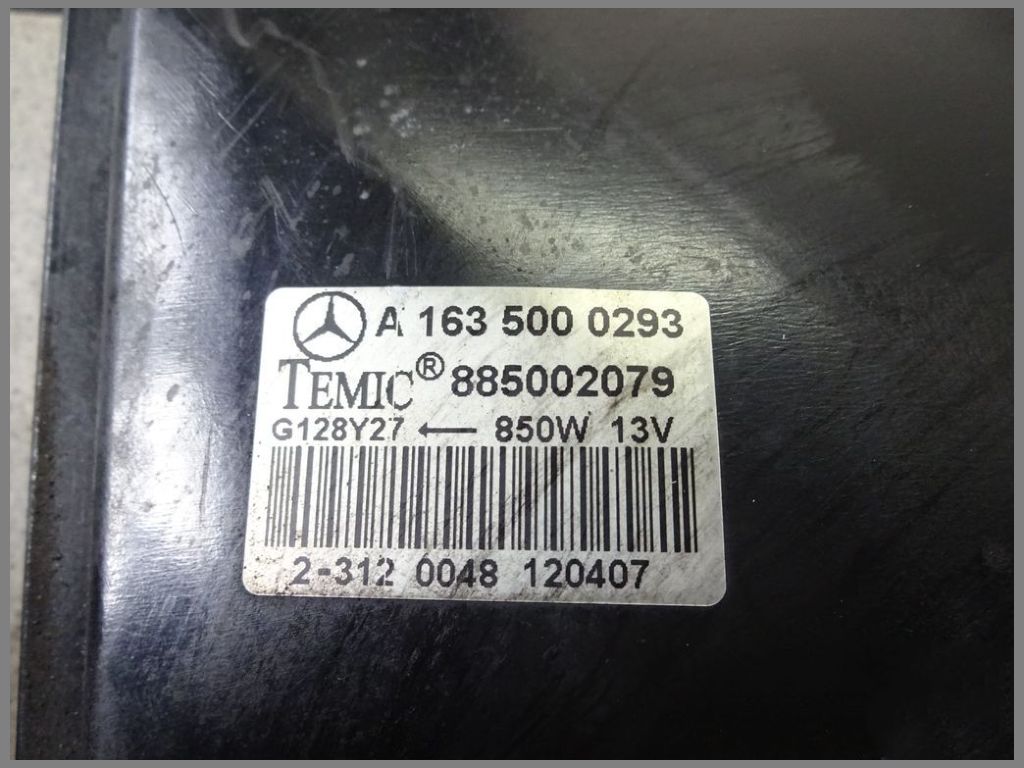 A 163 500 0293
TEMIC® 885002079
G128Y27 ← 850W 13V
2-312 0048 120407